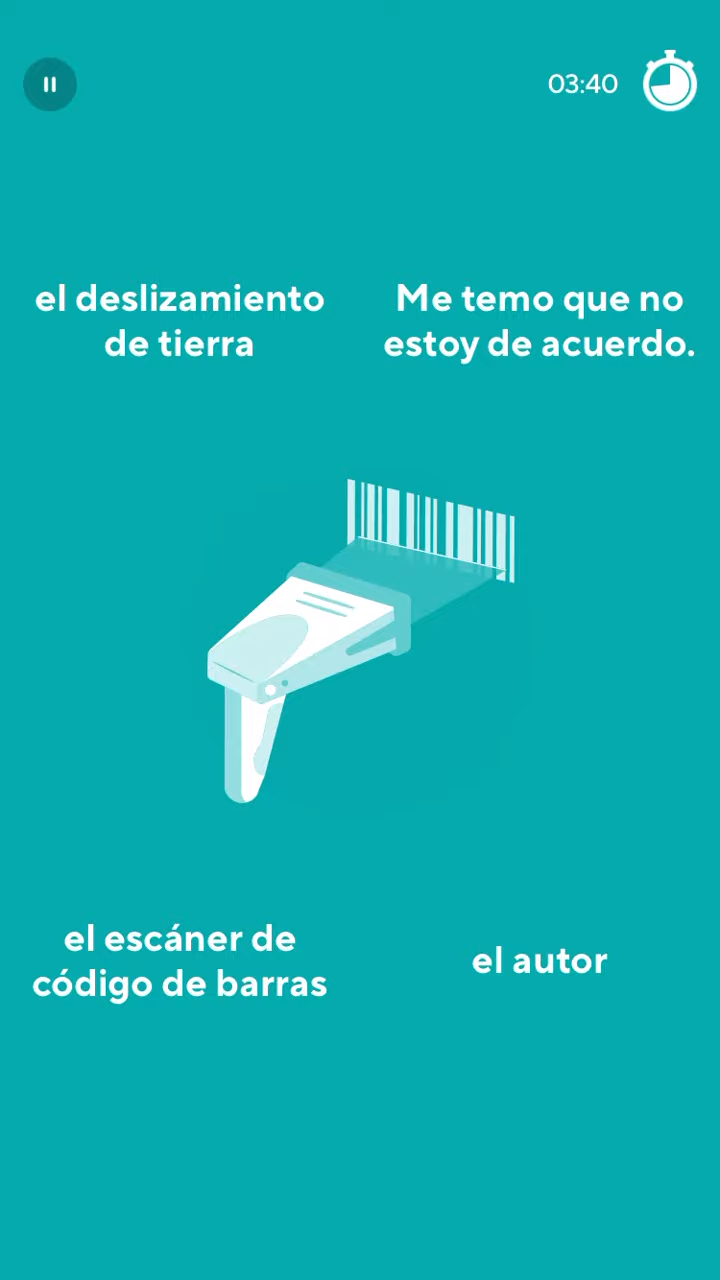 03:40
el deslizamiento
de tierra
Me temo que no
estoy de acuerdo.
el escáner de
código de barras
el autor